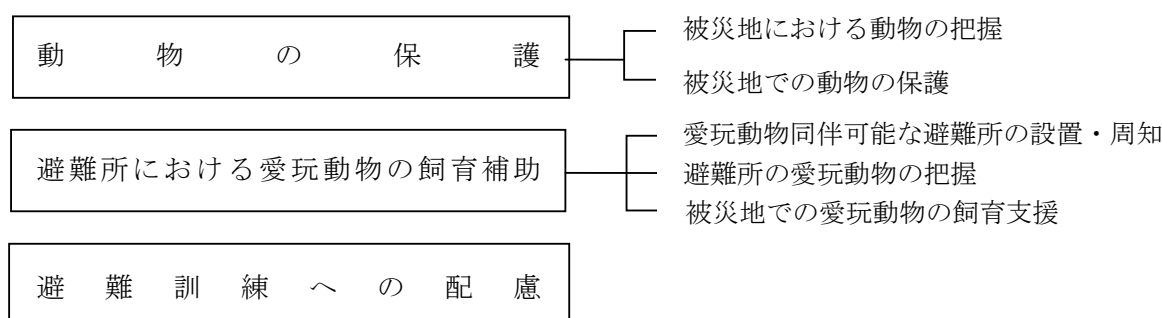 動物の保護
被災地における動物の把握
被災地での動物の保護
避難所における愛玩動物の飼育補助
愛玩動物同伴可能な避難所の設置・周知
避難所の愛玩動物の把握
被災地での愛玩動物の飼育支援
避難訓練への配慮